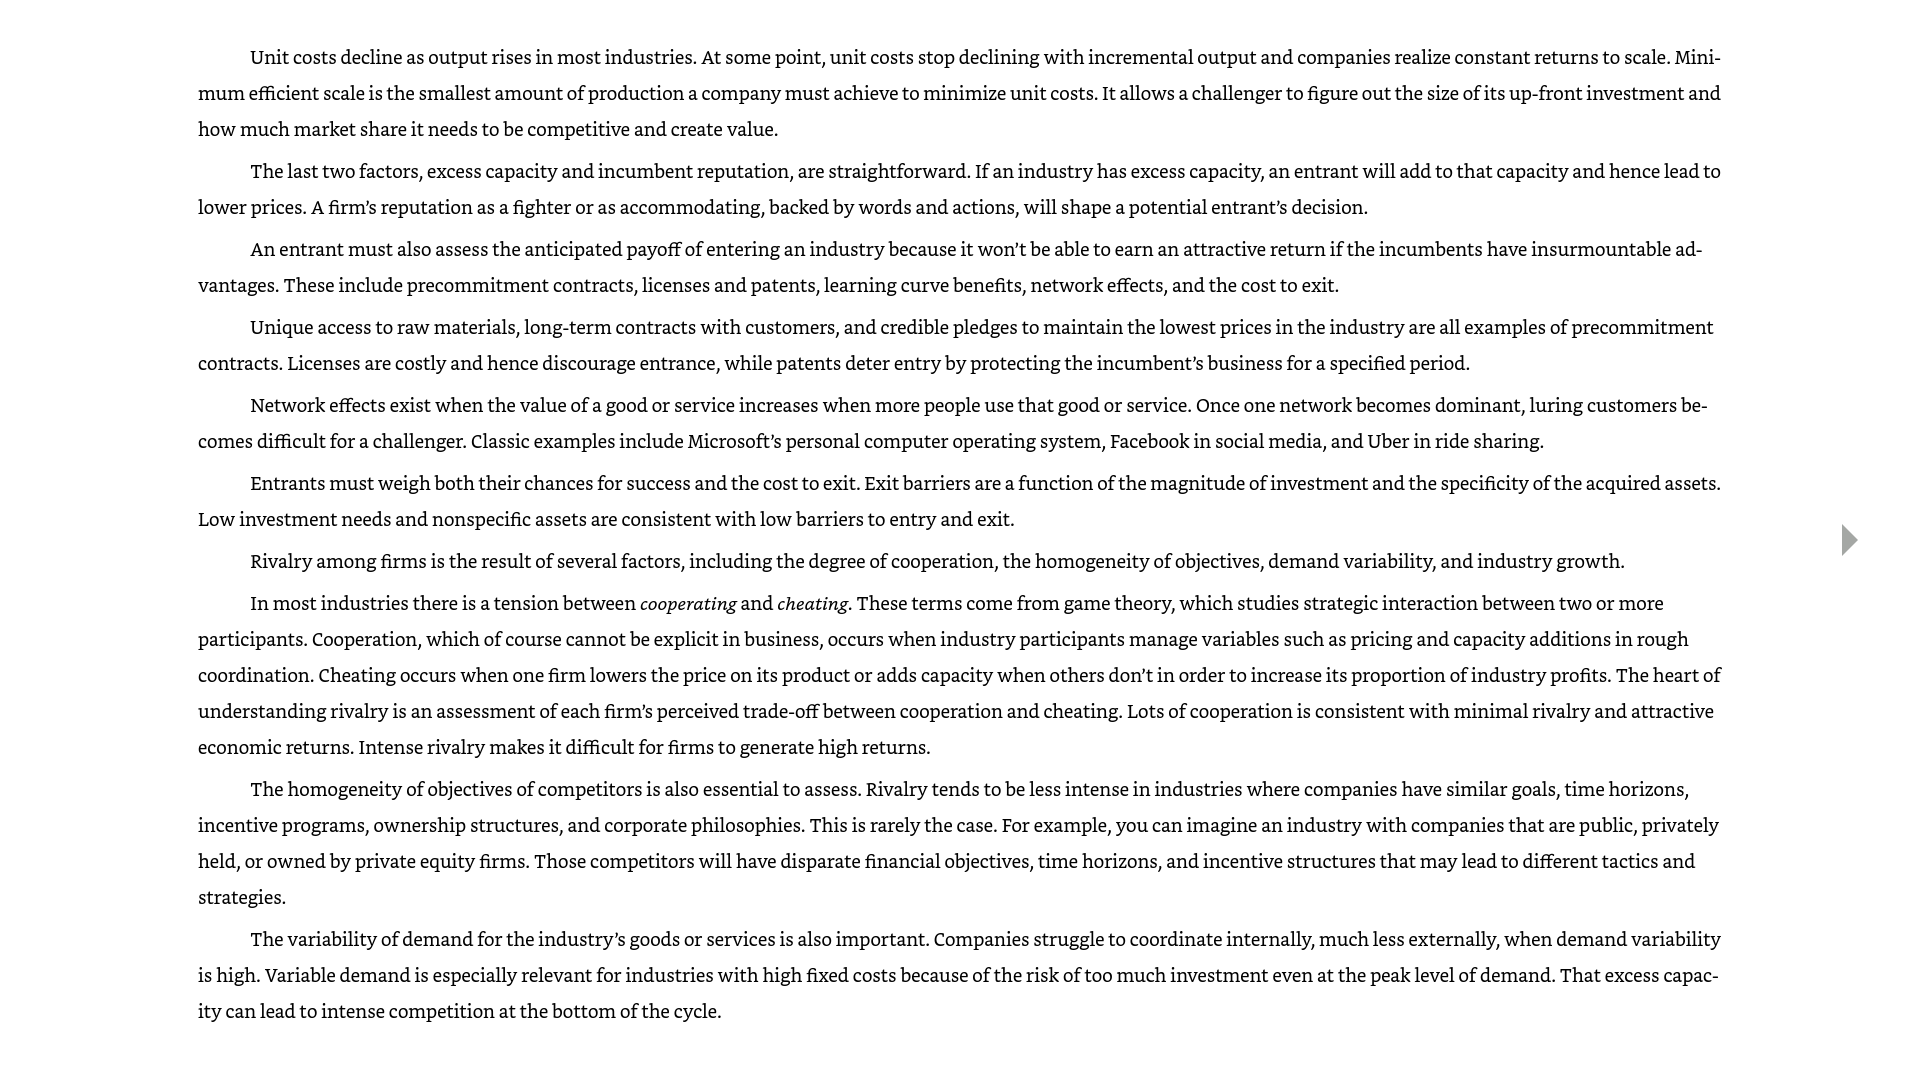 Unit costs decline as output rises in most industries. At some point, unit costs stop declining with incremental output and companies realize constant returns to scale. Mini-
mum efficient scale is the smallest amount of production a company must achieve to minimize unit costs. It allows a challenger to figure out the size of its up-front investment and
how much market share it needs to be competitive and create value.
The last two factors, excess capacity and incumbent reputation, are straightforward. If an industry has excess capacity, an entrant will add to that capacity and hence lead to
lower prices. A firm’s reputation as a fighter or as accommodating, backed by words and actions, will shape a potential entrant’s decision.
An entrant must also assess the anticipated payoff of entering an industry because it won’t be able to earn an attractive return if the incumbents have insurmountable ad-
vantages. These include precommitment contracts, licenses and patents, learning curve benefits, network effects, and the cost to exit.
Unique access to raw materials, long-term contracts with customers, and credible pledges to maintain the lowest prices in the industry are all examples of precommitment
contracts. Licenses are costly and hence discourage entrance, while patents deter entry by protecting the incumbent’s business for a specified period.
Network effects exist when the value of a good or service increases when more people use that good or service. Once one network becomes dominant, luring customers be-
comes difficult for a challenger. Classic examples include Microsoft’s personal computer operating system, Facebook in social media, and Uber in ride sharing.
Entrants must weigh both their chances for success and the cost to exit. Exit barriers are a function of the magnitude of investment and the specificity of the acquired assets.
Low investment needs and nonspecific assets are consistent with low barriers to entry and exit.
Rivalry among firms is the result of several factors, including the degree of cooperation, the homogeneity of objectives, demand variability, and industry growth.
In most industries there is a tension between cooperating and cheating. These terms come from game theory, which studies strategic interaction between two or more
participants. Cooperation, which of course cannot be explicit in business, occurs when industry participants manage variables such as pricing and capacity additions in rough
coordination. Cheating occurs when one firm lowers the price on its product or adds capacity when others don’t in order to increase its proportion of industry profits. The heart of
understanding rivalry is an assessment of each firm’s perceived trade-off between cooperation and cheating. Lots of cooperation is consistent with minimal rivalry and attractive
economic returns. Intense rivalry makes it difficult for firms to generate high returns.
The homogeneity of objectives of competitors is also essential to assess. Rivalry tends to be less intense in industries where companies have similar goals, time horizons,
incentive programs, ownership structures, and corporate philosophies. This is rarely the case. For example, you can imagine an industry with companies that are public, privately
held, or owned by private equity firms. Those competitors will have disparate financial objectives, time horizons, and incentive structures that may lead to different tactics and
strategies.
The variability of demand for the industry’s goods or services is also important. Companies struggle to coordinate internally, much less externally, when demand variability
is high. Variable demand is especially relevant for industries with high fixed costs because of the risk of too much investment even at the peak level of demand. That excess capac-
ity can lead to intense competition at the bottom of the cycle.